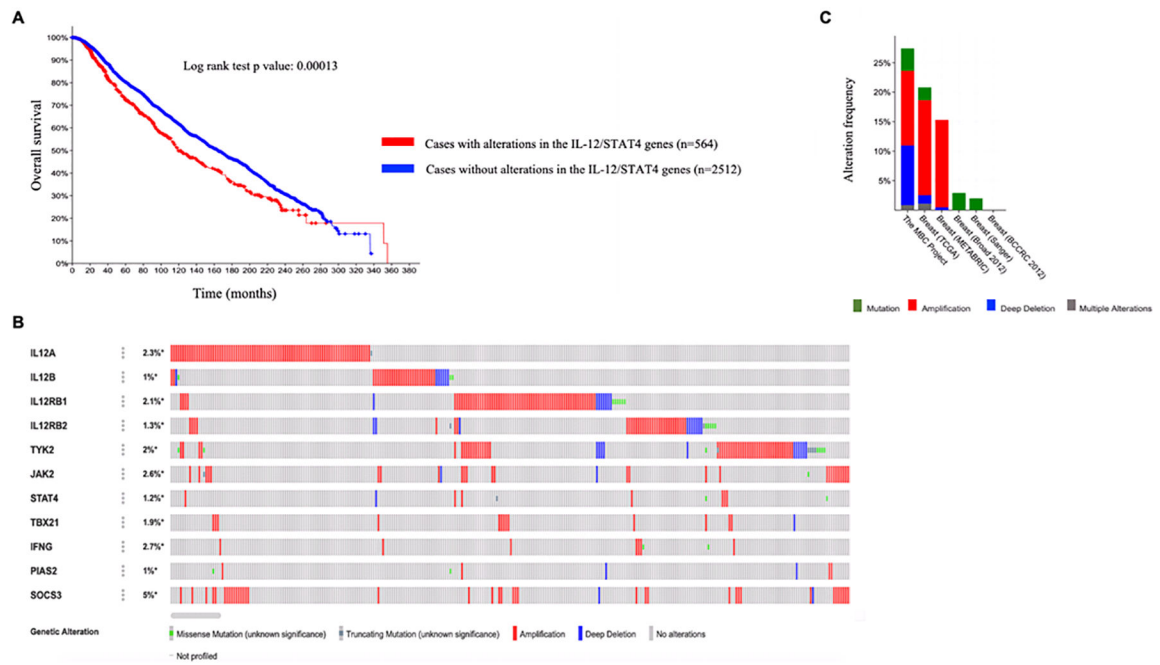 A
100%
90%
80%
70%
60%
50%
40%
30%
20%
10%
0%
Overall survival
Log rank test p value: 0.00013
Cases with alterations in the IL-12/STAT4 genes (n=564)
Cases without alterations in the IL-12/STAT4 genes (n=2512)
0 20 40 60 80 100 120 140 160 180 200 220 240 260 280 300 320 340 360 380
Time (months)
C
25%
20%
15%
10%
5%
Alteration frequency
The MBC Project
Breast (TCGA)
Breast (METABRIC)
Breast (Broad 2012)
Breast (Sanger)
Breast (BCCRC 2012)
Mutation Amplification Deep Deletion Multiple Alterations
B
IL12A 2.3%*
IL12B 1%*
IL12RB1 2.1%*
IL12RB2 1.3%*
TYK2 2%*
JAK2 2.6%*
STAT4 1.2%*
TBX21 1.9%*
IFNG 2.7%*
PIAS2 1%*
SOCS3 5%*
Genetic Alteration Missense Mutation (unknown significance) Truncating Mutation (unknown significance) Amplification Deep Deletion No alterations
Not profiled